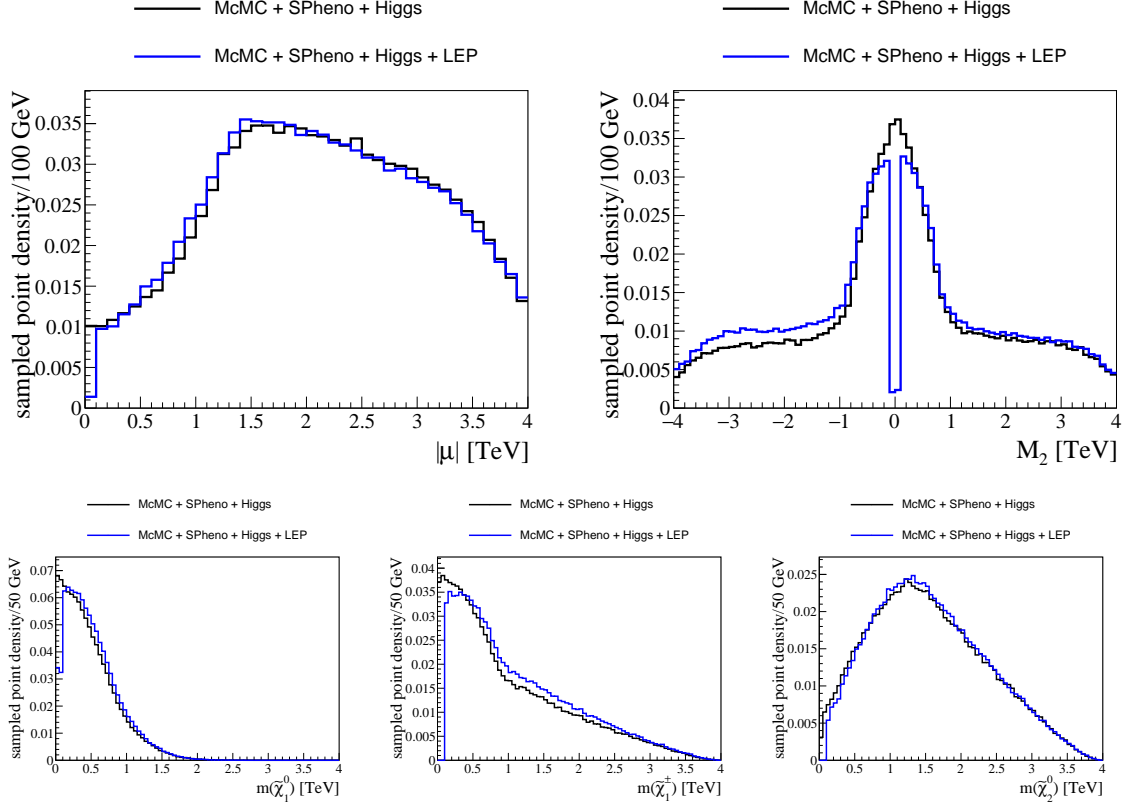 McMC + SPheno + Higgs
McMC + SPheno + Higgs + LEP
sampled point density/100 GeV
0.035
0.03
0.025
0.02
0.015
0.01
0.005
0
0 0.5 1 1.5 2 2.5 3 3.5 4
|μ| [TeV]
McMC + SPheno + Higgs
McMC + SPheno + Higgs + LEP
sampled point density/100 GeV
0.04
0.035
0.03
0.025
0.02
0.015
0.01
0.005
0
−4 −3 −2 −1 0 1 2 3 4
M₂ [TeV]
McMC + SPheno + Higgs
McMC + SPheno + Higgs + LEP
sampled point density/50 GeV
0.07
0.06
0.05
0.04
0.03
0.02
0.01
0
0 0.5 1 1.5 2 2.5 3 3.5 4
m(χ̃₁⁰) [TeV]
McMC + SPheno + Higgs
McMC + SPheno + Higgs + LEP
sampled point density/50 GeV
0.04
0.035
0.03
0.025
0.02
0.015
0.01
0.005
0.000
0 0.5 1 1.5 2 2.5 3 3.5 4
m(χ̃₁±) [TeV]
McMC + SPheno + Higgs
McMC + SPheno + Higgs + LEP
sampled point density/50 GeV
0.025
0.02
0.015
0.01
0.005
0
0 0.5 1 1.5 2 2.5 3 3.5 4
m(χ̃₂⁰) [TeV]